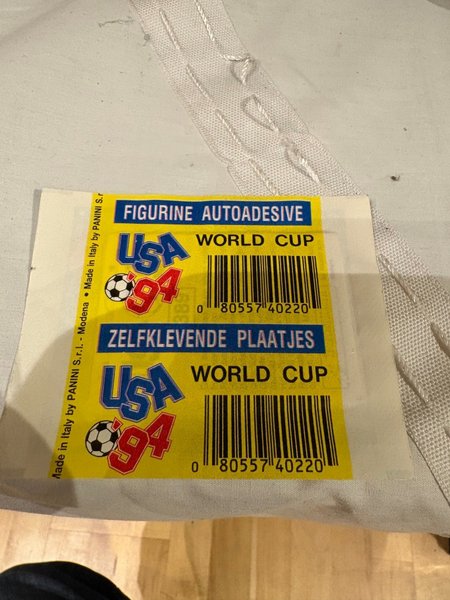 FIGURINE AUTOADESIVE
USA '94
WORLD CUP
0 80557 40220
ZELFKLEVENDE PLAATJES
USA '94
WORLD CUP
0 80557 40220
Made in Italy by PANINI S.r.l. - Modena • Made in Italy by PANINI S.r